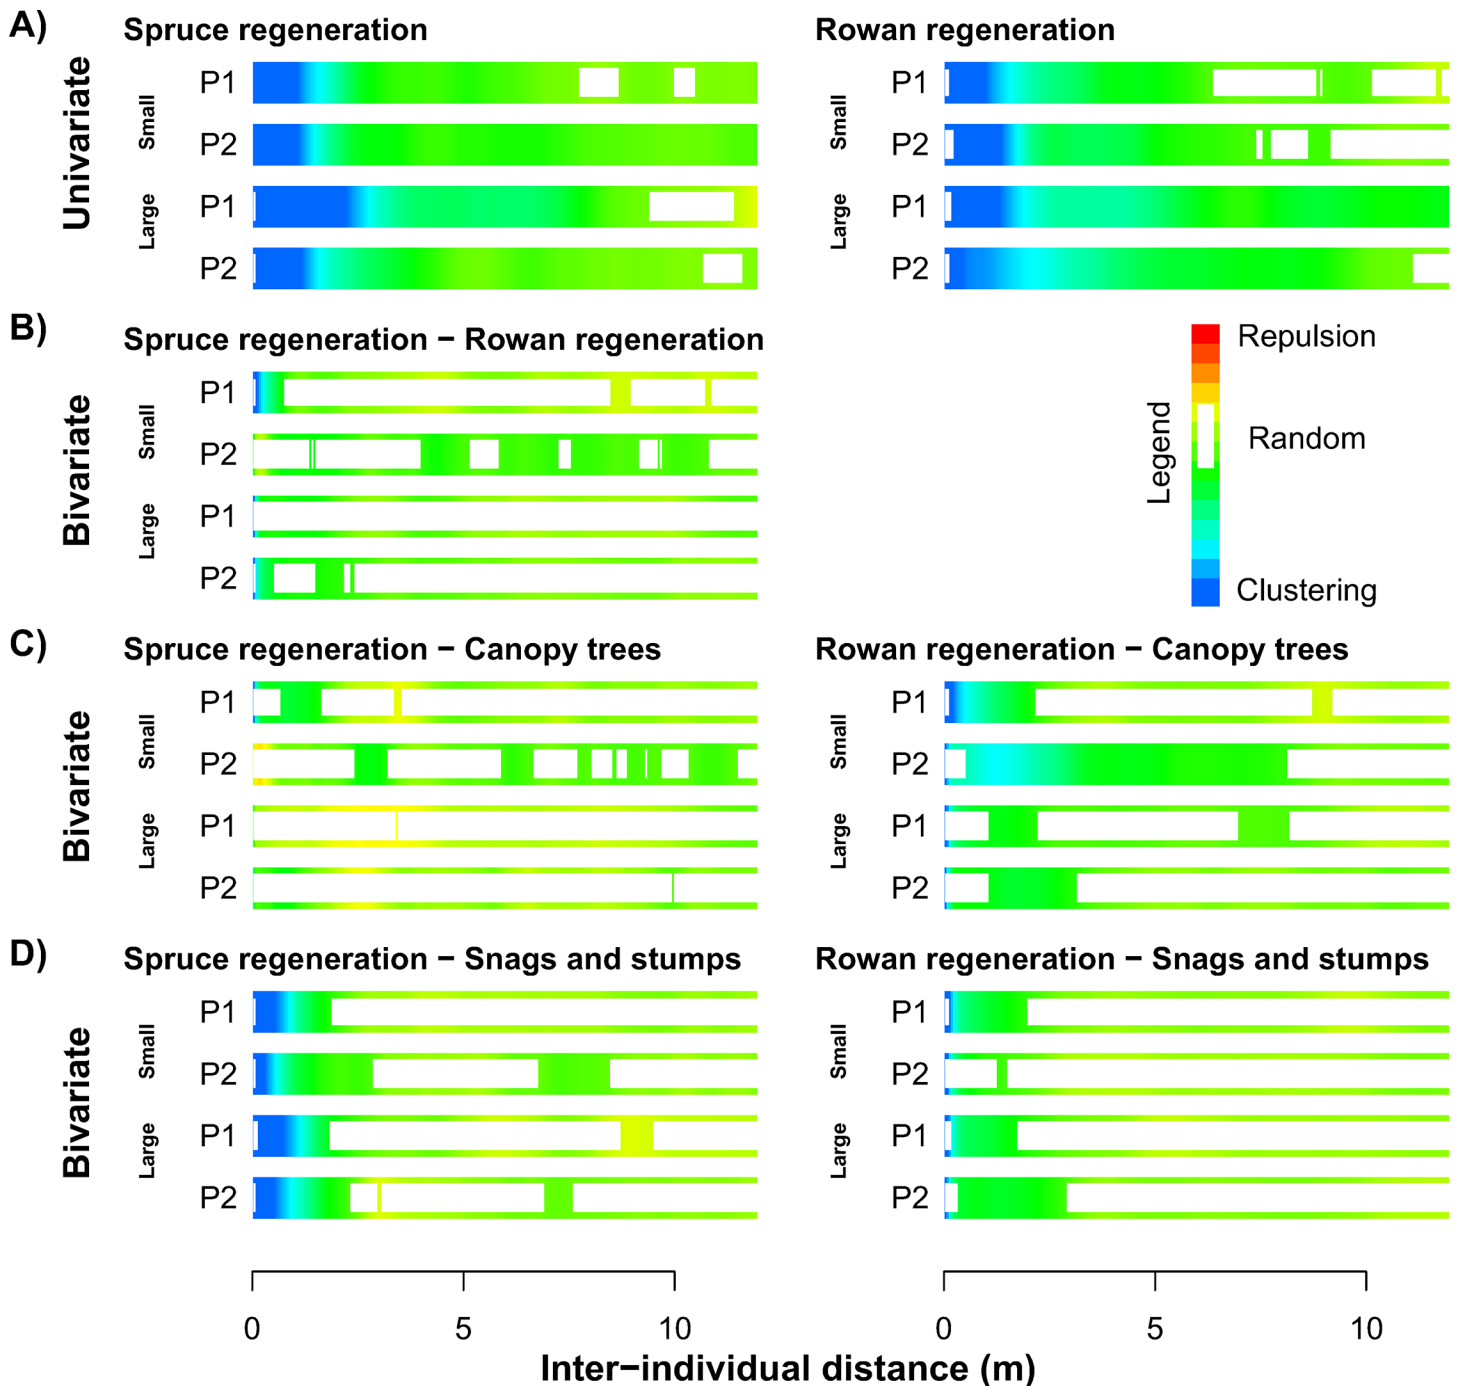 A)
Spruce regeneration
Rowan regeneration
Univariate
Small
P1
P2
Large
P1
P2
Small
P1
P2
Large
P1
P2
B)
Spruce regeneration − Rowan regeneration
Bivariate
Small
P1
P2
Large
P1
P2
Legend
Repulsion
Random
Clustering
C)
Spruce regeneration − Canopy trees
Rowan regeneration − Canopy trees
Bivariate
Small
P1
P2
Large
P1
P2
Small
P1
P2
Large
P1
P2
D)
Spruce regeneration − Snags and stumps
Rowan regeneration − Snags and stumps
Bivariate
Small
P1
P2
Large
P1
P2
Small
P1
P2
Large
P1
P2
0 5 10
0 5 10
Inter−individual distance (m)